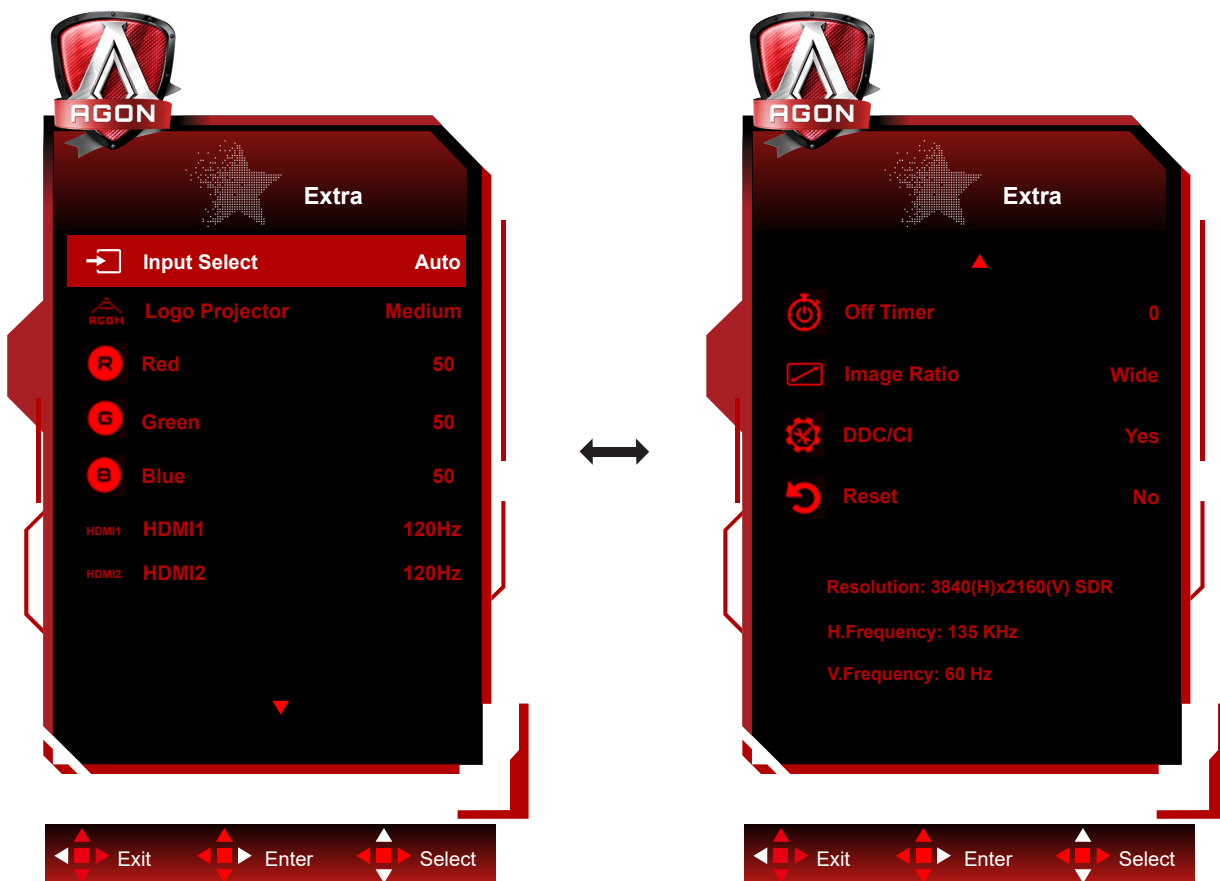 AGON
Extra
Input Select Auto
AGON Logo Projector Medium
R Red 50
G Green 50
B Blue 50
HDMI1 HDMI1 120Hz
HDMI2 HDMI2 120Hz
Exit Enter Select
AGON
Extra
Off Timer 0
Image Ratio Wide
DDC/CI Yes
Reset No
Resolution: 3840(H)x2160(V) SDR
H.Frequency: 135 KHz
V.Frequency: 60 Hz
Exit Enter Select